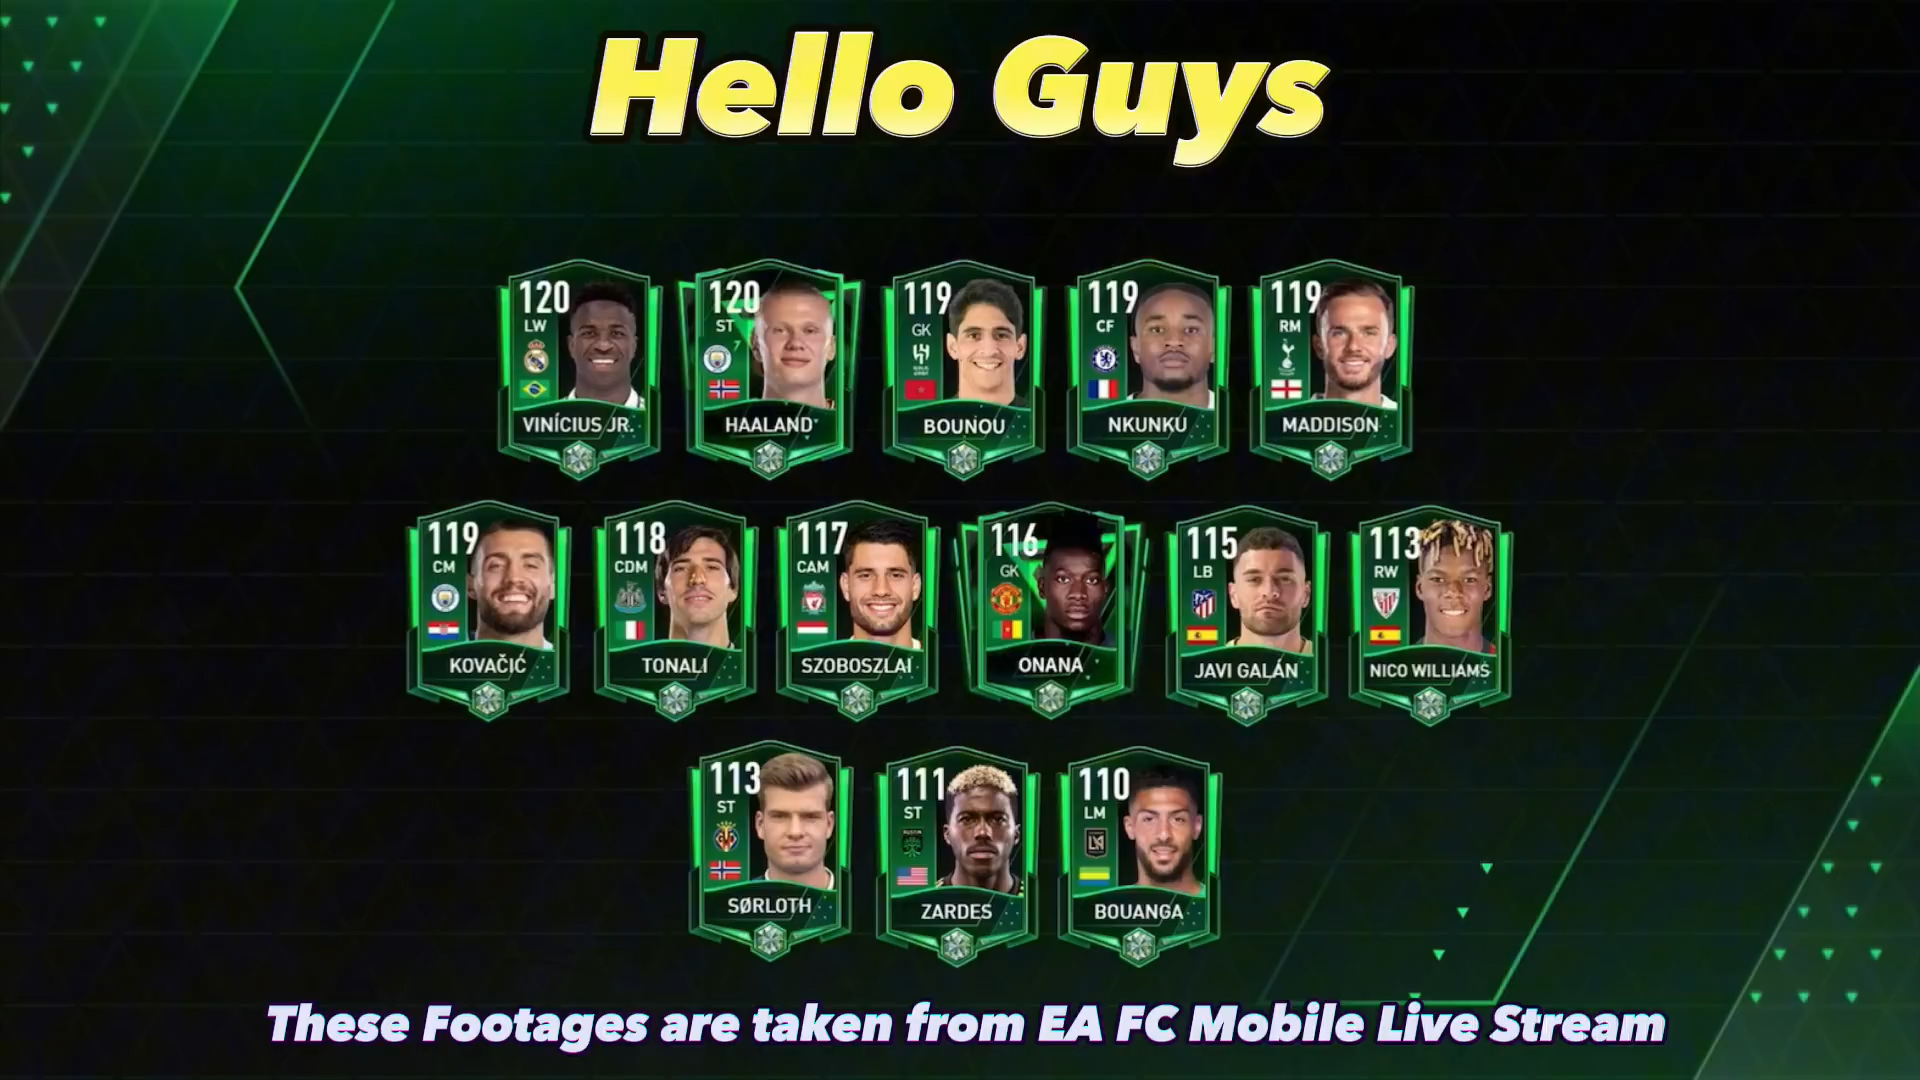 Hello Guys
120 LW VINÍCIUS JR.
120 ST 7 HAALAND
119 GK BOUNOU
119 CF NKUNKU
119 RM MADDISON
119 CM KOVAČIĆ
118 CDM TONALI
117 CAM SZOBOSZLAI
116 GK ONANA
115 LB JAVI GALÁN
113 RW NICO WILLIAMS
113 ST SØRLOTH
111 ST AUSTIN ZARDES
110 LM LA BOUANGA
These Footages are taken from EA FC Mobile Live Stream